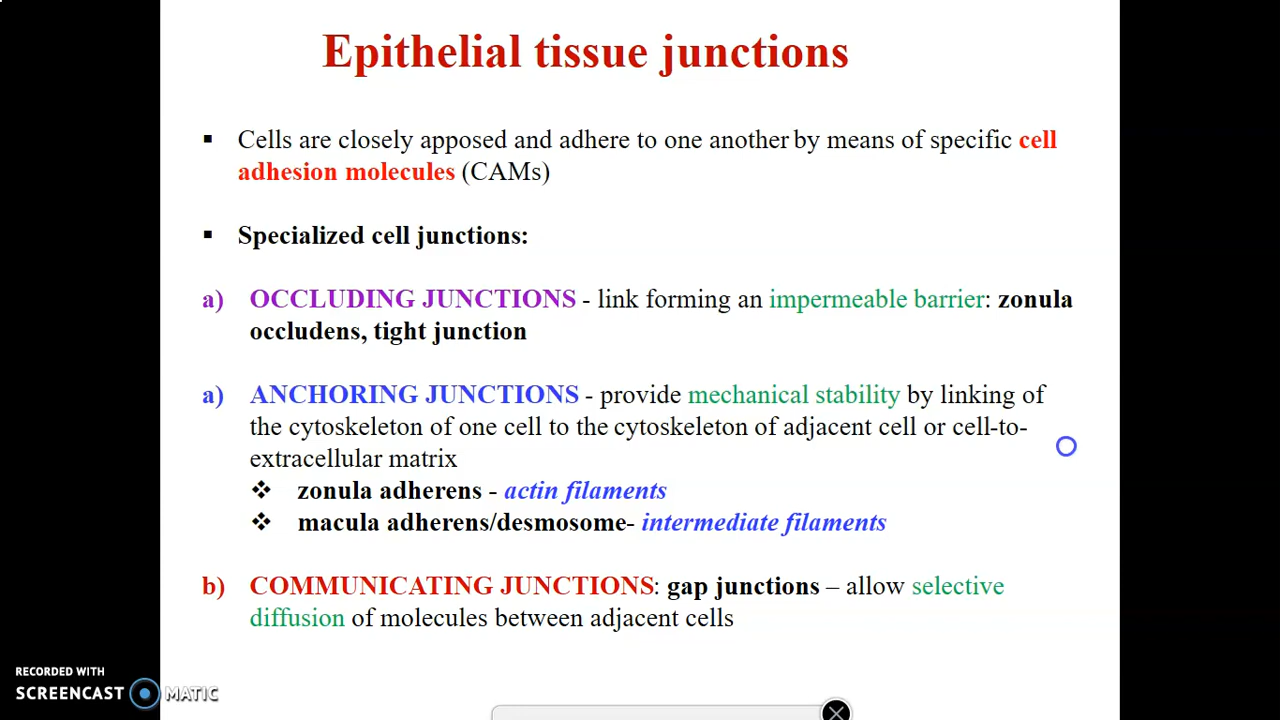 Epithelial tissue junctions
▪ Cells are closely apposed and adhere to one another by means of specific cell
adhesion molecules (CAMs)
▪ Specialized cell junctions:
a) OCCLUDING JUNCTIONS - link forming an impermeable barrier: zonula
occludens, tight junction
a) ANCHORING JUNCTIONS - provide mechanical stability by linking of
the cytoskeleton of one cell to the cytoskeleton of adjacent cell or cell-to-
extracellular matrix
❖ zonula adherens - actin filaments
❖ macula adherens/desmosome- intermediate filaments
b) COMMUNICATING JUNCTIONS: gap junctions – allow selective
diffusion of molecules between adjacent cells
RECORDED WITH
SCREENCAST MATIC